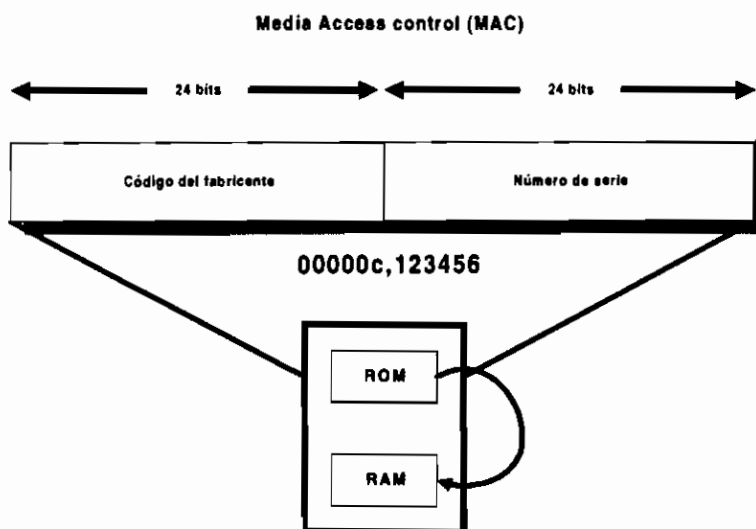 Media Access control (MAC)
24 bits 24 bits
Código del fabricente Número de serie
00000c,123456
ROM
RAM